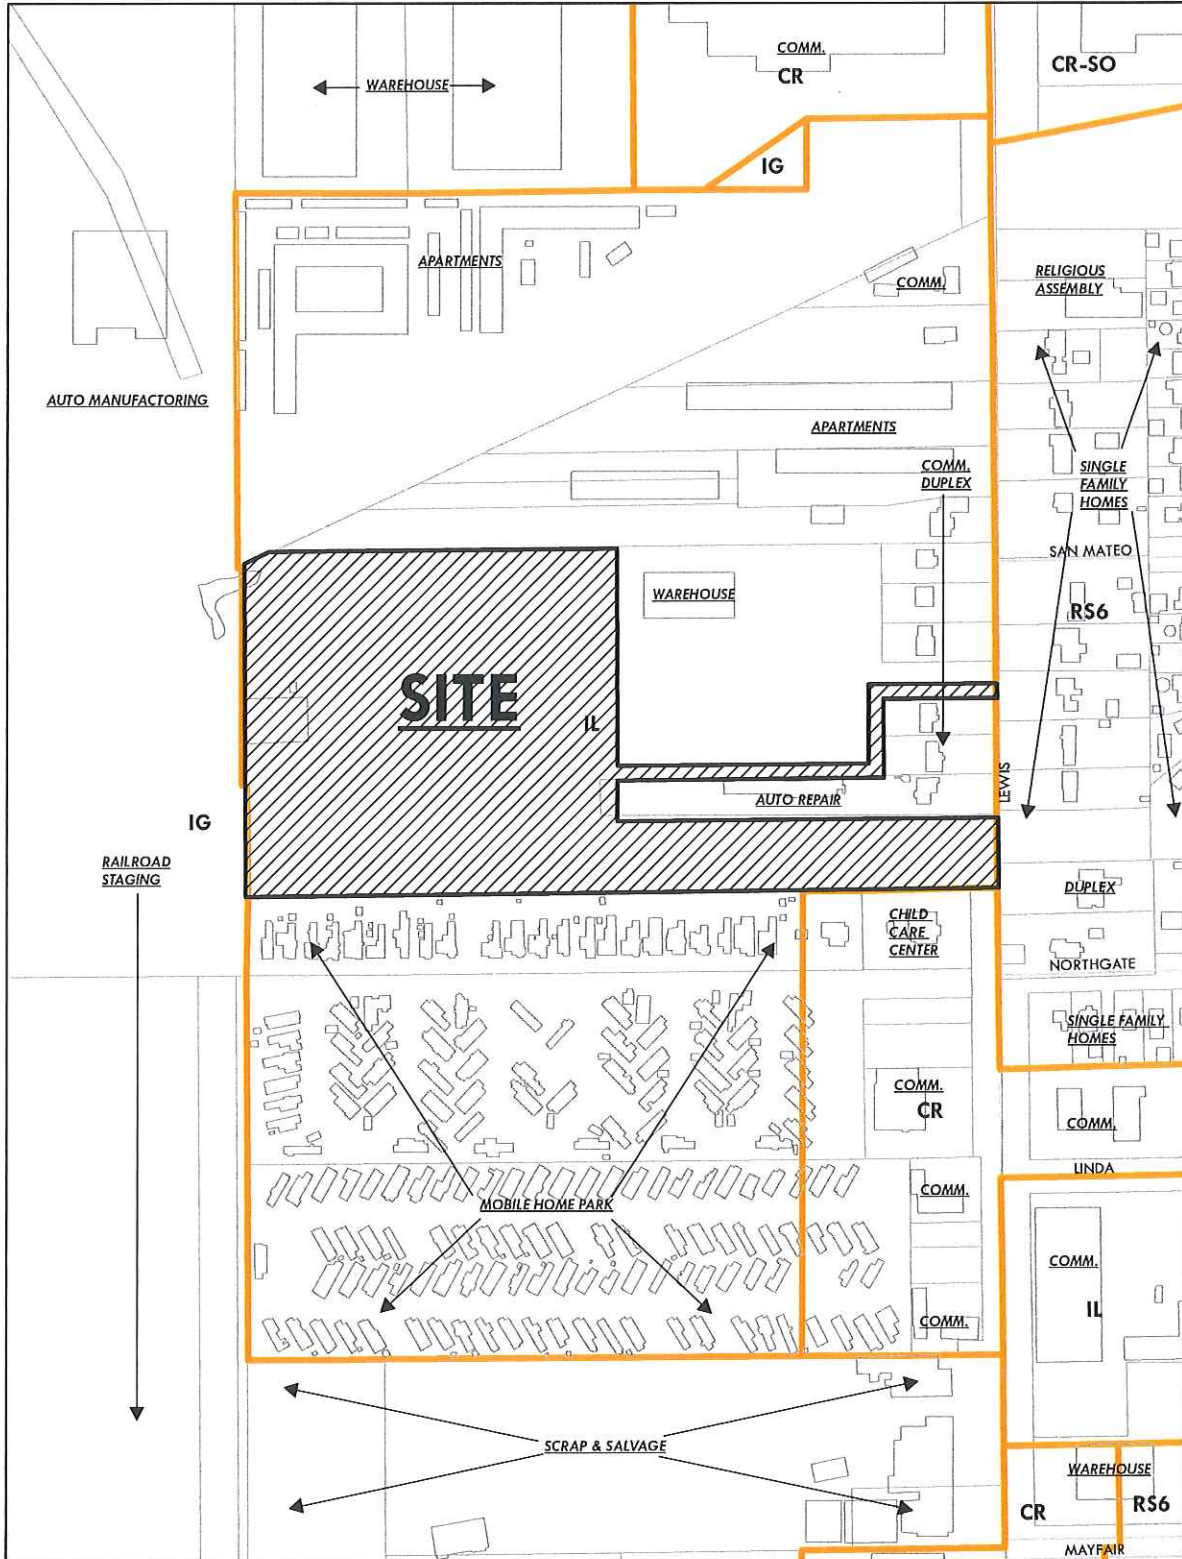 COMM.
CR
CR-SO
WAREHOUSE
IG
APARTMENTS
COMM.
RELIGIOUS
ASSEMBLY
AUTO MANUFACTORING
APARTMENTS
COMM.
DUPLEX
SINGLE
FAMILY
HOMES
SAN MATEO
WAREHOUSE
RS6
SITE
IL
LEWIS
AUTO REPAIR
IG
RAILROAD
STAGING
DUPLEX
CHILD
CARE
CENTER
NORTHGATE
SINGLE FAMILY
HOMES
COMM.
CR
COMM.
LINDA
COMM.
MOBILE HOME PARK
COMM.
IL
COMM.
SCRAP & SALVAGE
WAREHOUSE
CR
RS6
MAYFAIR